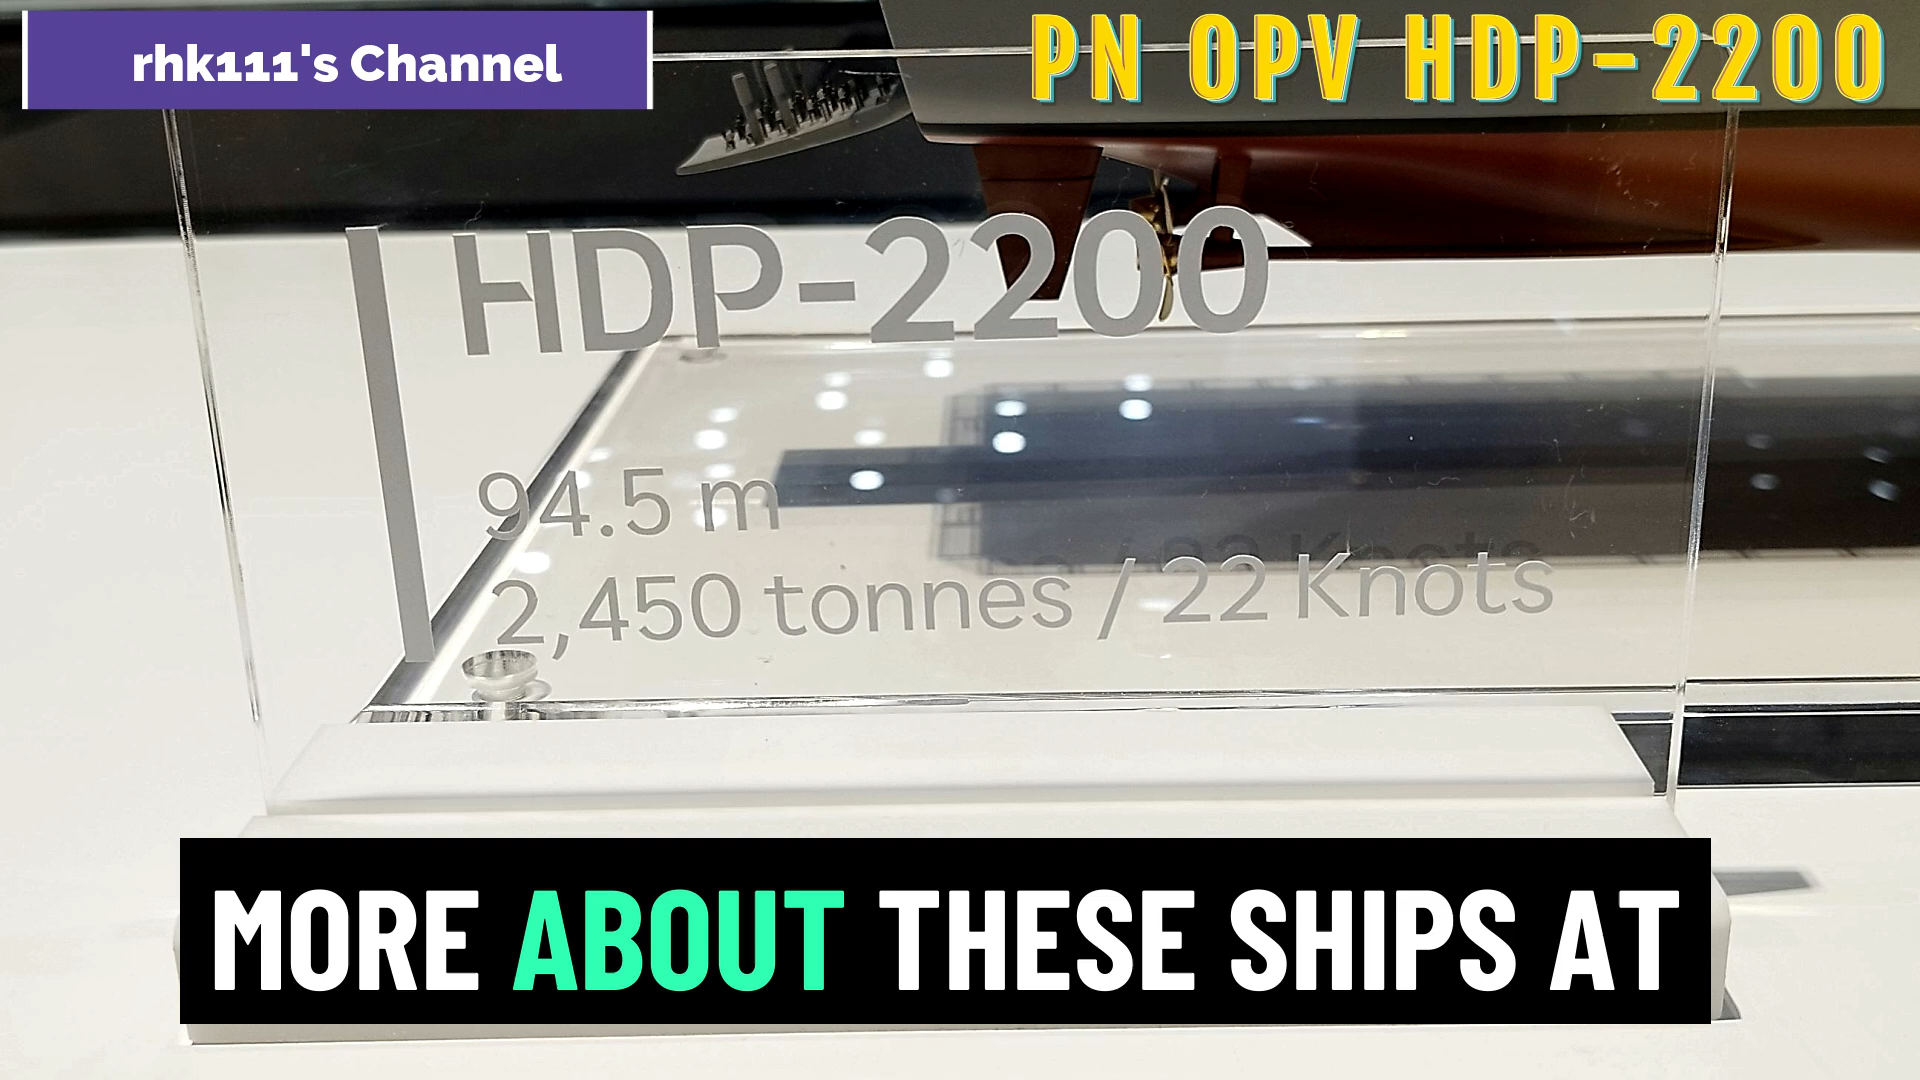 rhk111's Channel
PN OPV HDP-2200
HDP-2200
94.5 m
2,450 tonnes / 22 Knots
MORE ABOUT THESE SHIPS AT